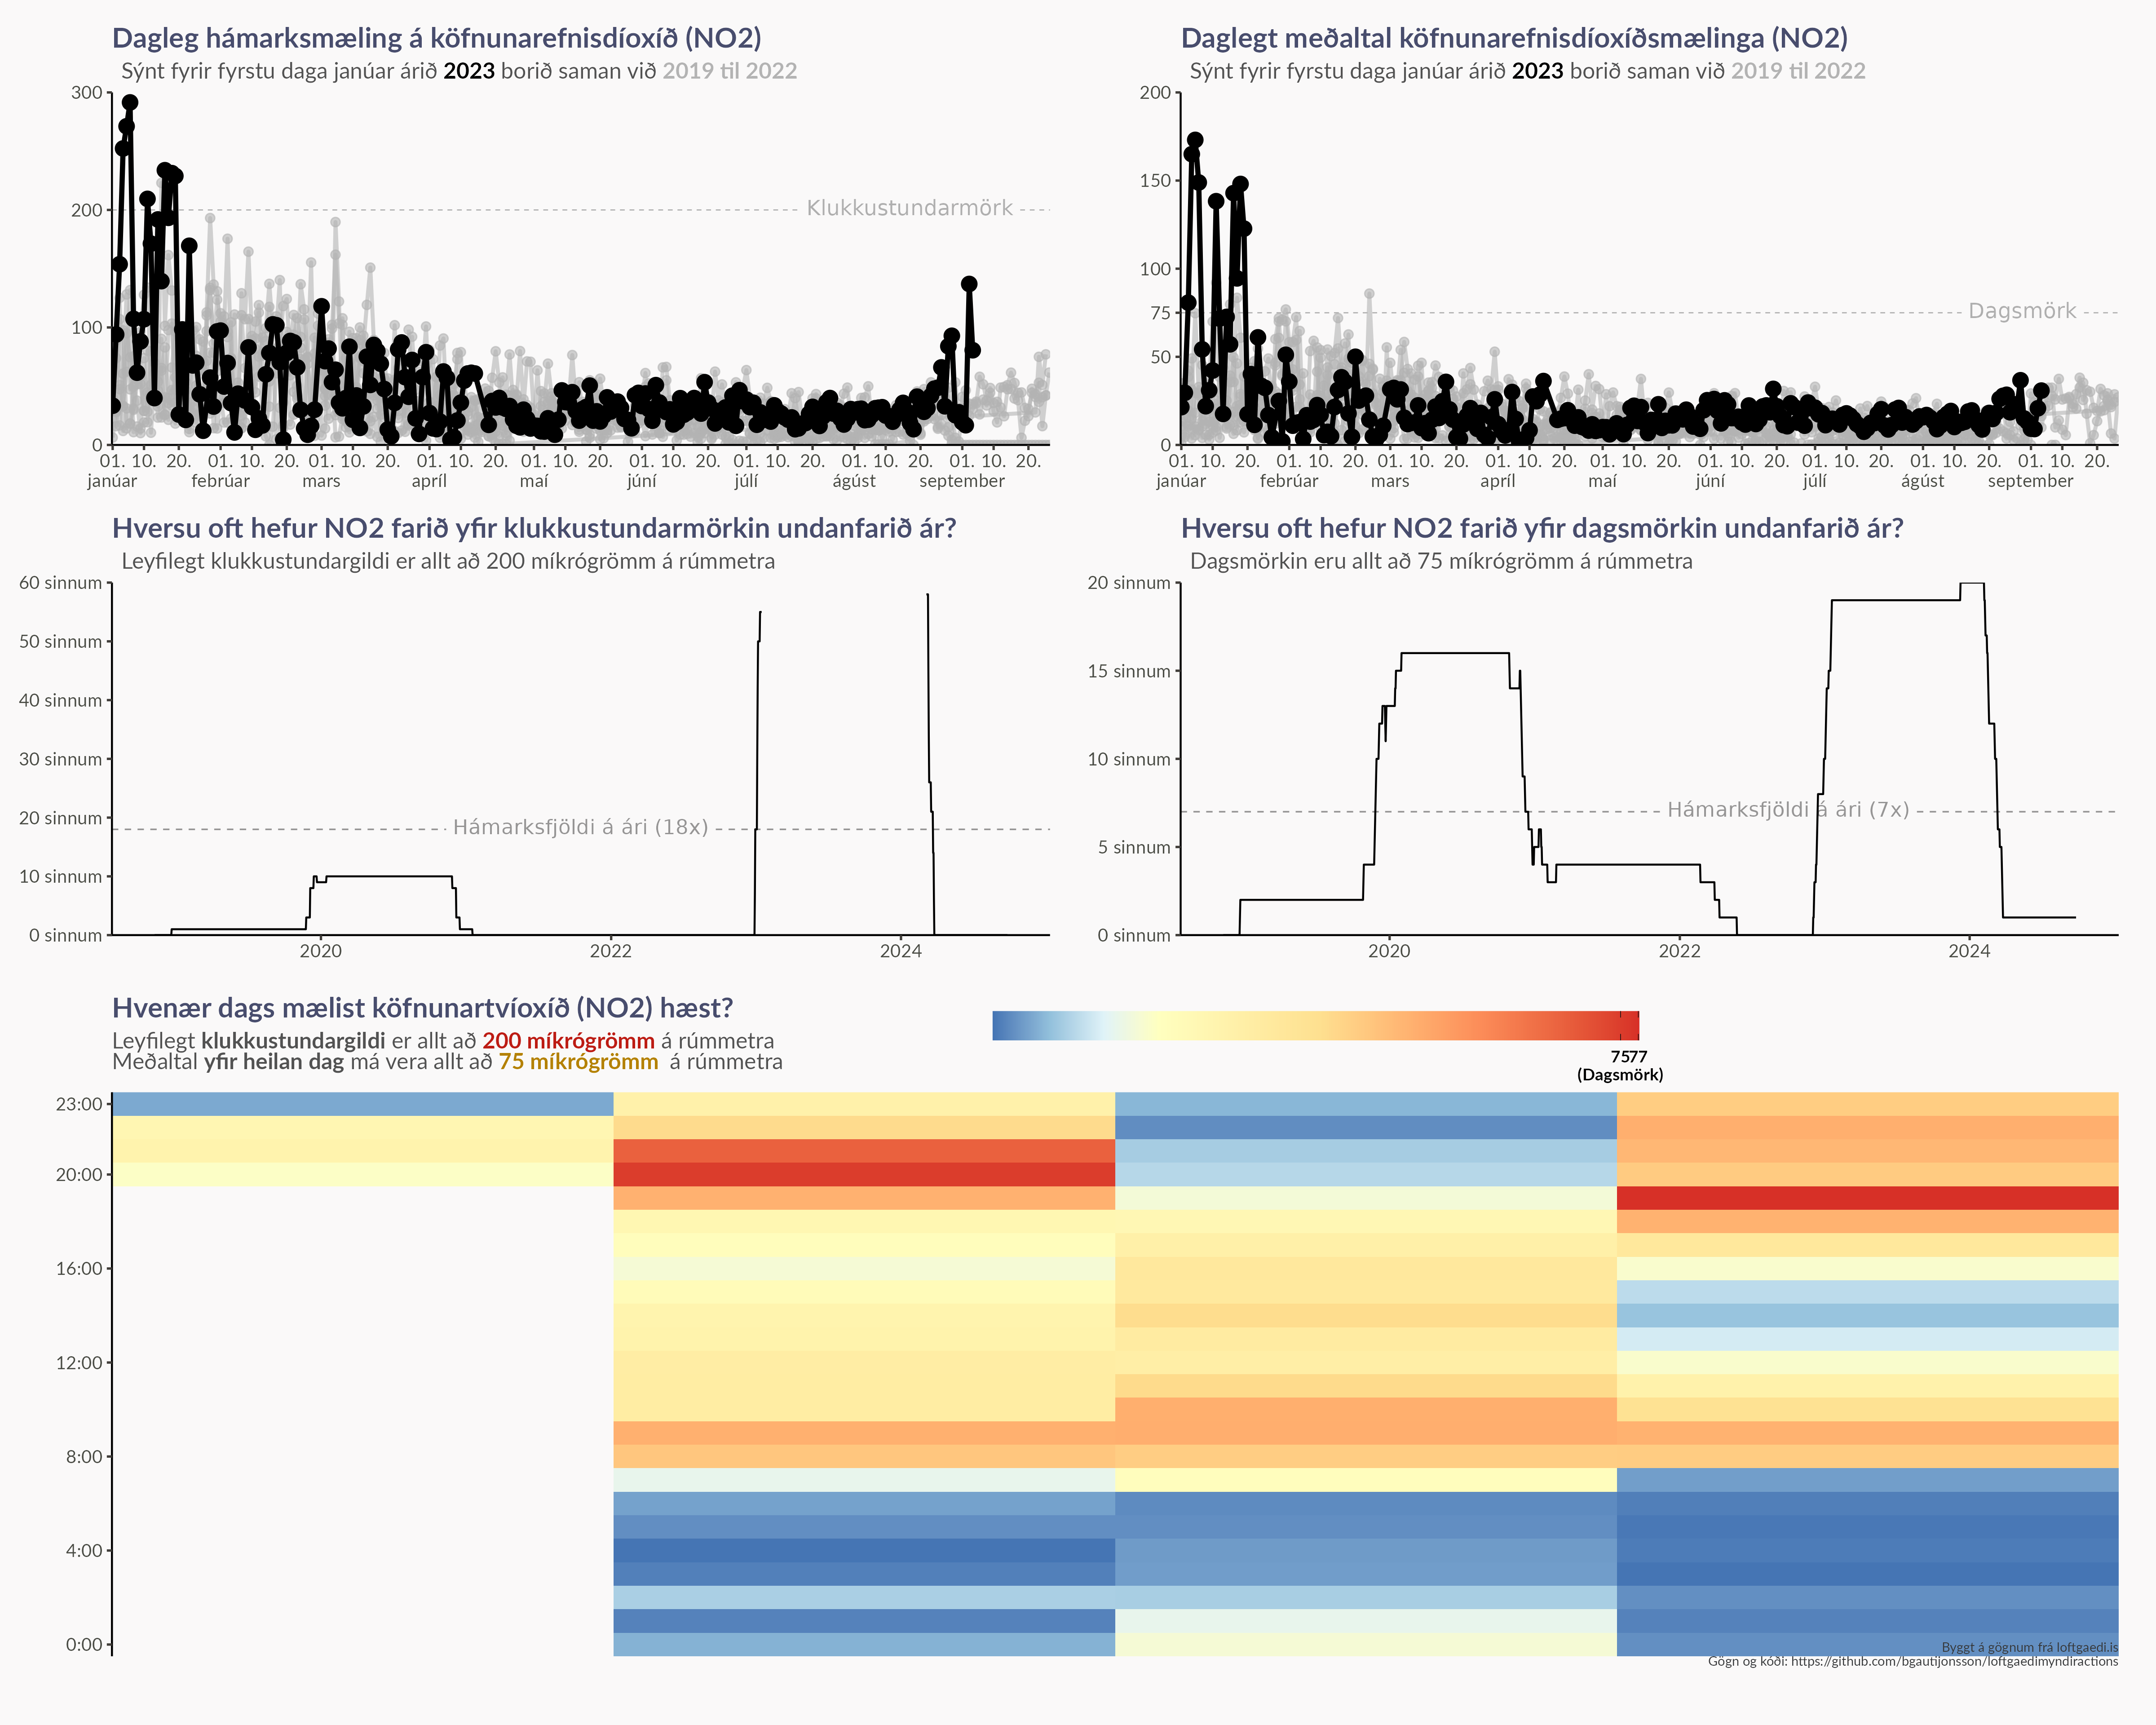 Dagleg hámarksmæling á köfnunarefnisdíoxíð (NO2)
Sýnt fyrir fyrstu daga janúar árið 2023 borið saman við 2019 til 2022
300
200
100
0
Klukkustundarmörk
01. 10. 20. 01. 10. 20. 01. 10. 20. 01. 10. 20. 01. 10. 20. 01. 10. 20. 01. 10. 20. 01. 10. 20. 01. 10. 20.
janúar febrúar mars apríl maí júní júlí ágúst september
Daglegt meðaltal köfnunarefnisdíoxíðsmælinga (NO2)
Sýnt fyrir fyrstu daga janúar árið 2023 borið saman við 2019 til 2022
200
150
100
75
50
0
Dagsmörk
01. 10. 20. 01. 10. 20. 01. 10. 20. 01. 10. 20. 01. 10. 20. 01. 10. 20. 01. 10. 20. 01. 10. 20. 01. 10. 20.
janúar febrúar mars apríl maí júní júlí ágúst september
Hversu oft hefur NO2 farið yfir klukkustundarmörkin undanfarið ár?
Leyfilegt klukkustundargildi er allt að 200 míkrógrömm á rúmmetra
60 sinnum
50 sinnum
40 sinnum
30 sinnum
20 sinnum
10 sinnum
0 sinnum
Hámarksfjöldi á ári (18x)
2020 2022 2024
Hversu oft hefur NO2 farið yfir dagsmörkin undanfarið ár?
Dagsmörkin eru allt að 75 míkrógrömm á rúmmetra
20 sinnum
15 sinnum
10 sinnum
5 sinnum
0 sinnum
Hámarksfjöldi á ári (7x)
2020 2022 2024
Hvenær dags mælist köfnunartvíoxíð (NO2) hæst?
Leyfilegt klukkustundargildi er allt að 200 míkrógrömm á rúmmetra
Meðaltal yfir heilan dag má vera allt að 75 míkrógrömm á rúmmetra
7577
(Dagsmörk)
23:00
20:00
16:00
12:00
8:00
4:00
0:00
Byggt á gögnum frá loftgaedi.is
Gögn og kóði: https://github.com/bgautijonsson/loftgaedimyndiractions